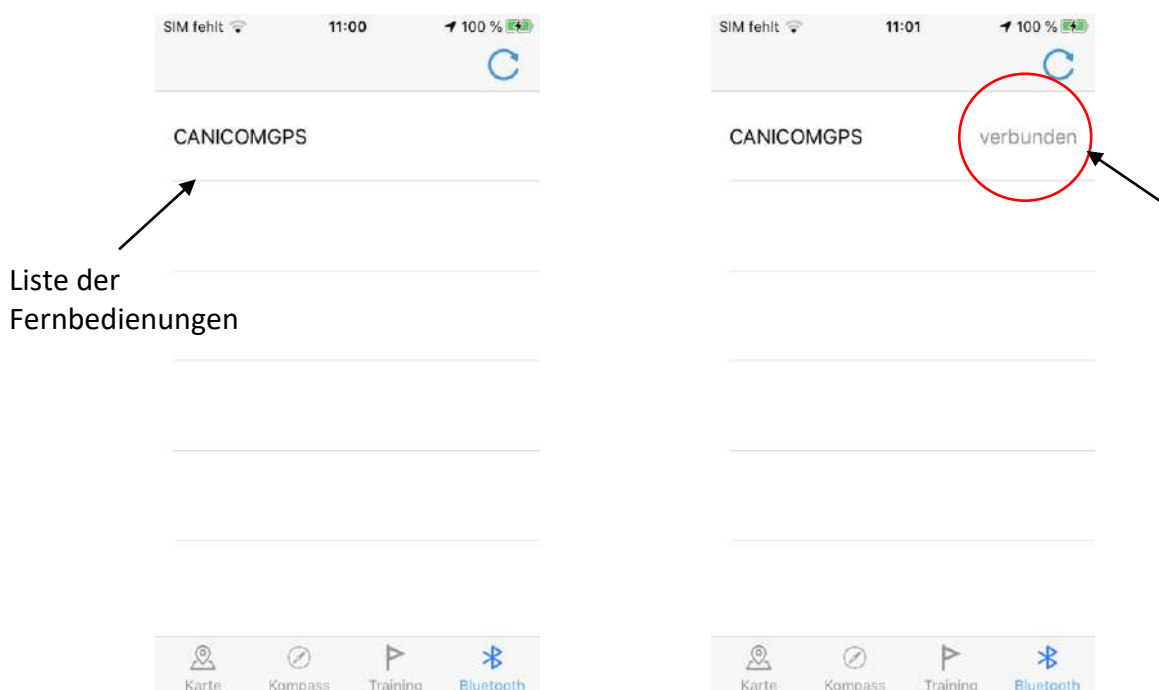 SIM fehlt 11:00 100 %
CANICOMGPS
Liste der
Fernbedienungen
Karte Kompass Training Bluetooth
SIM fehlt 11:01 100 %
CANICOMGPS verbunden
Karte Kompass Training Bluetooth